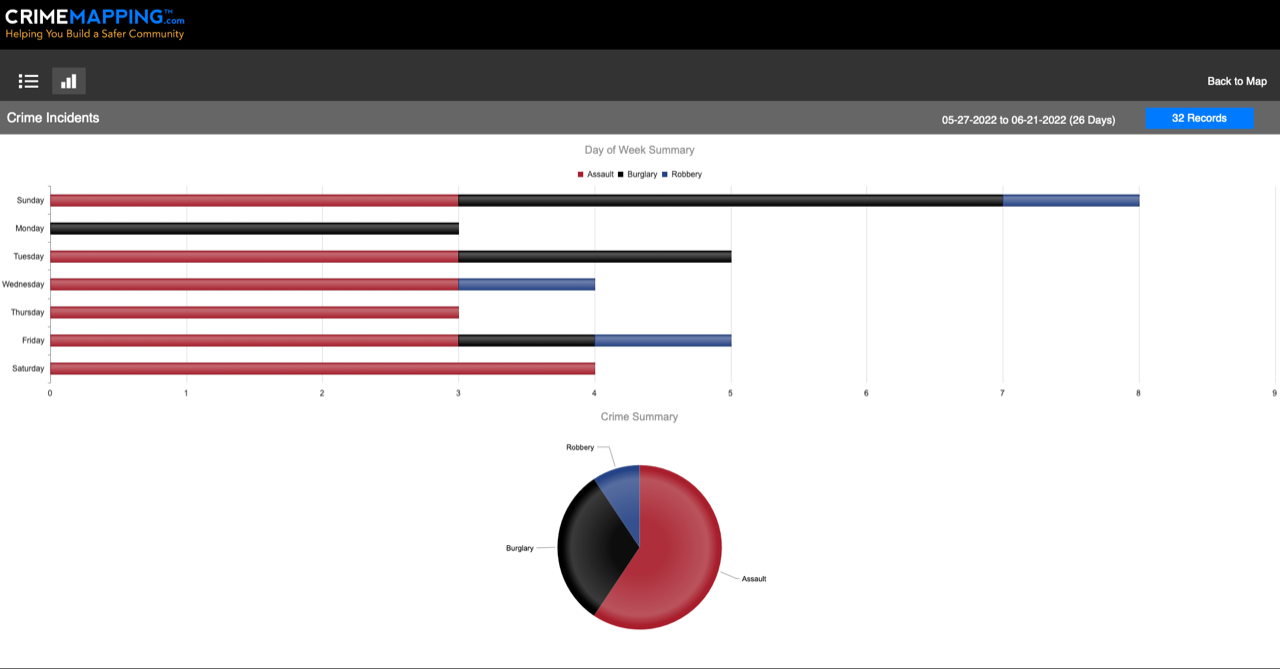 CRIMEMAPPING™.com
Helping You Build a Safer Community
Back to Map
Crime Incidents
05-27-2022 to 06-21-2022 (26 Days)
32 Records
Day of Week Summary
Assault Burglary Robbery
Sunday
Monday
Tuesday
Wednesday
Thursday
Friday
Saturday
0 1 2 3 4 5 6 7 8 9
Crime Summary
Robbery
Burglary
Assault